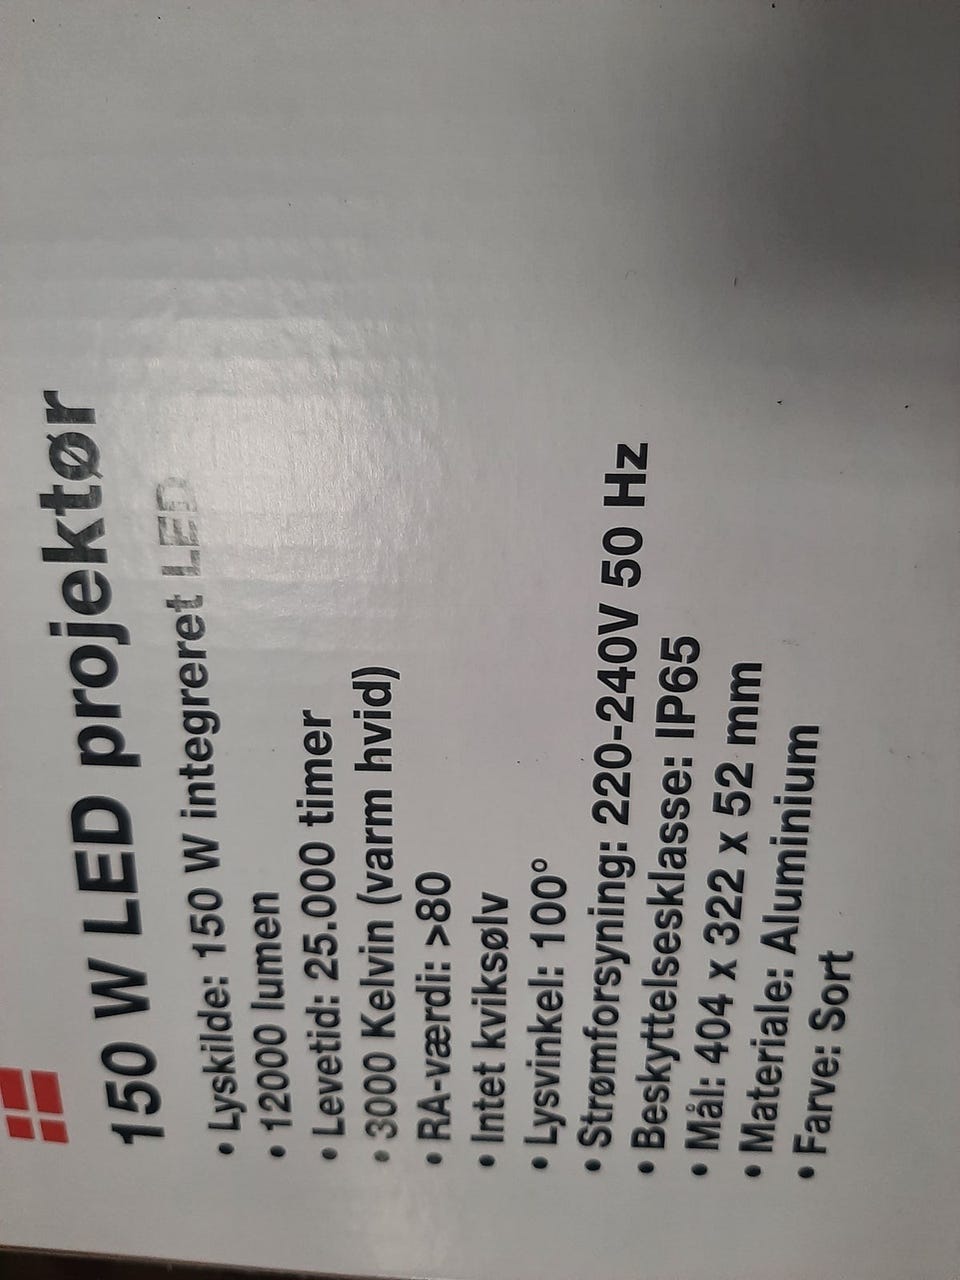 150 W LED projektør
• Lyskilde: 150 W integreret LED
• 12000 lumen
• Levetid: 25.000 timer
• 3000 Kelvin (varm hvid)
• RA-værdi: >80
• Intet kviksølv
• Lysvinkel: 100°
• Strømforsyning: 220-240V 50 Hz
• Beskyttelsesklasse: IP65
• Mål: 404 x 322 x 52 mm
• Materiale: Aluminium
• Farve: Sort